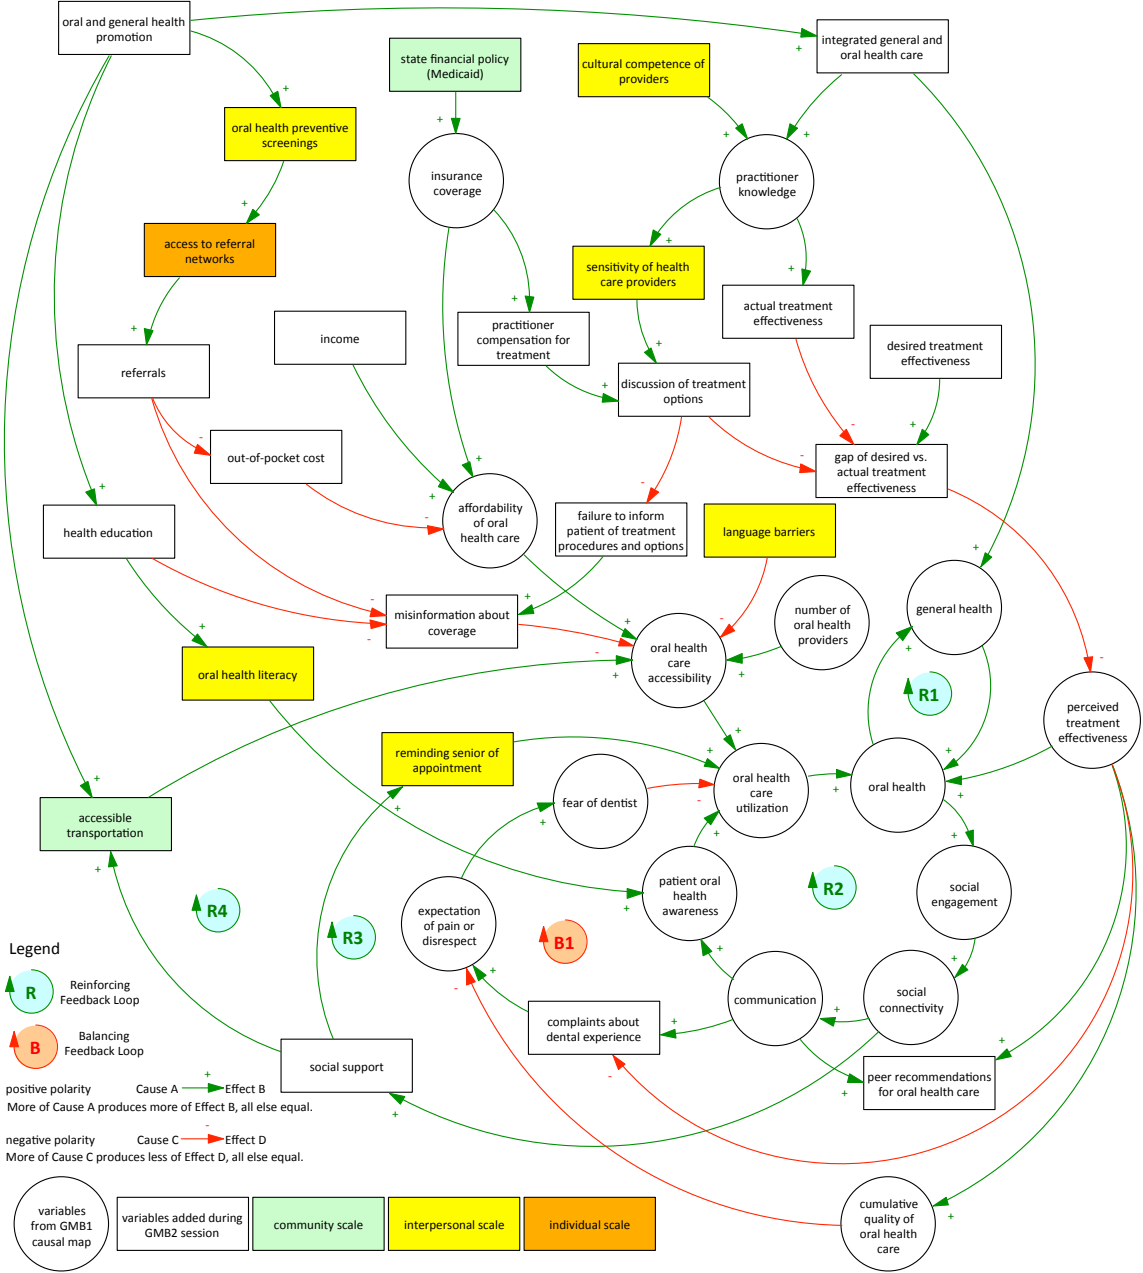 oral and general health
promotion
integrated general and
oral health care
state financial policy
(Medicaid)
cultural competence of
providers
+
+
oral health preventive
screenings
+
+
+
insurance
coverage
practitioner
knowledge
+
access to referral
networks
+
sensitivity of health
care providers
+
actual treatment
effectiveness
+
practitioner
compensation for
treatment
+
income
desired treatment
effectiveness
+
referrals
+
discussion of treatment
options
+
-
out-of-pocket cost
-
+
-
gap of desired vs.
actual treatment
effectiveness
+
+
-
+
-
health education
affordability
of oral
health care
failure to inform
patient of treatment
procedures and options
language barriers
+
-
-
misinformation about
coverage
+
+
-
+
-
oral health
care
accessibility
+
+
number of
oral health
providers
general health
+
-
+
oral health literacy
R1
perceived
treatment
effectiveness
reminding senior of
appointment
+
+
+
-
oral health
care
utilization
+
+
oral health
+
+
fear of dentist
+
+
accessible
transportation
+
+
patient oral
health
awareness
+
R2
social
engagement
+
R4
R3
expectation
of pain or
disrespect
-
+
B1
+
communication
+
social
connectivity
+
complaints about
dental experience
+
-
peer recommendations
for oral health care
+
+
social support
+
cumulative
quality of
oral health
care
+
Legend
R
Reinforcing
Feedback Loop
B
Balancing
Feedback Loop
positive polarity Cause A + Effect B
More of Cause A produces more of Effect B, all else equal.
negative polarity Cause C - Effect D
More of Cause C produces less of Effect D, all else equal.
variables
from GMB1
causal map
variables added during
GMB2 session
community scale
interpersonal scale
individual scale